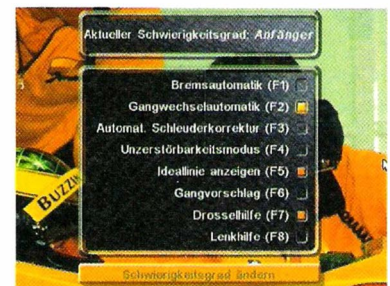 Aktueller Schwierigkeitsgrad: Anfänger
Bremsautomatik (F1)
Gangwechselautomatik (F2)
Automat. Schleuderkorrektur (F3)
Unzerstörbarkeitsmodus (F4)
Ideallinie anzeigen (F5)
Gangvorschlag (F6)
Drosselhilfe (F7)
Lenkhilfe (F8)
BUZZIN
Schwierigkeitsgrad ändern